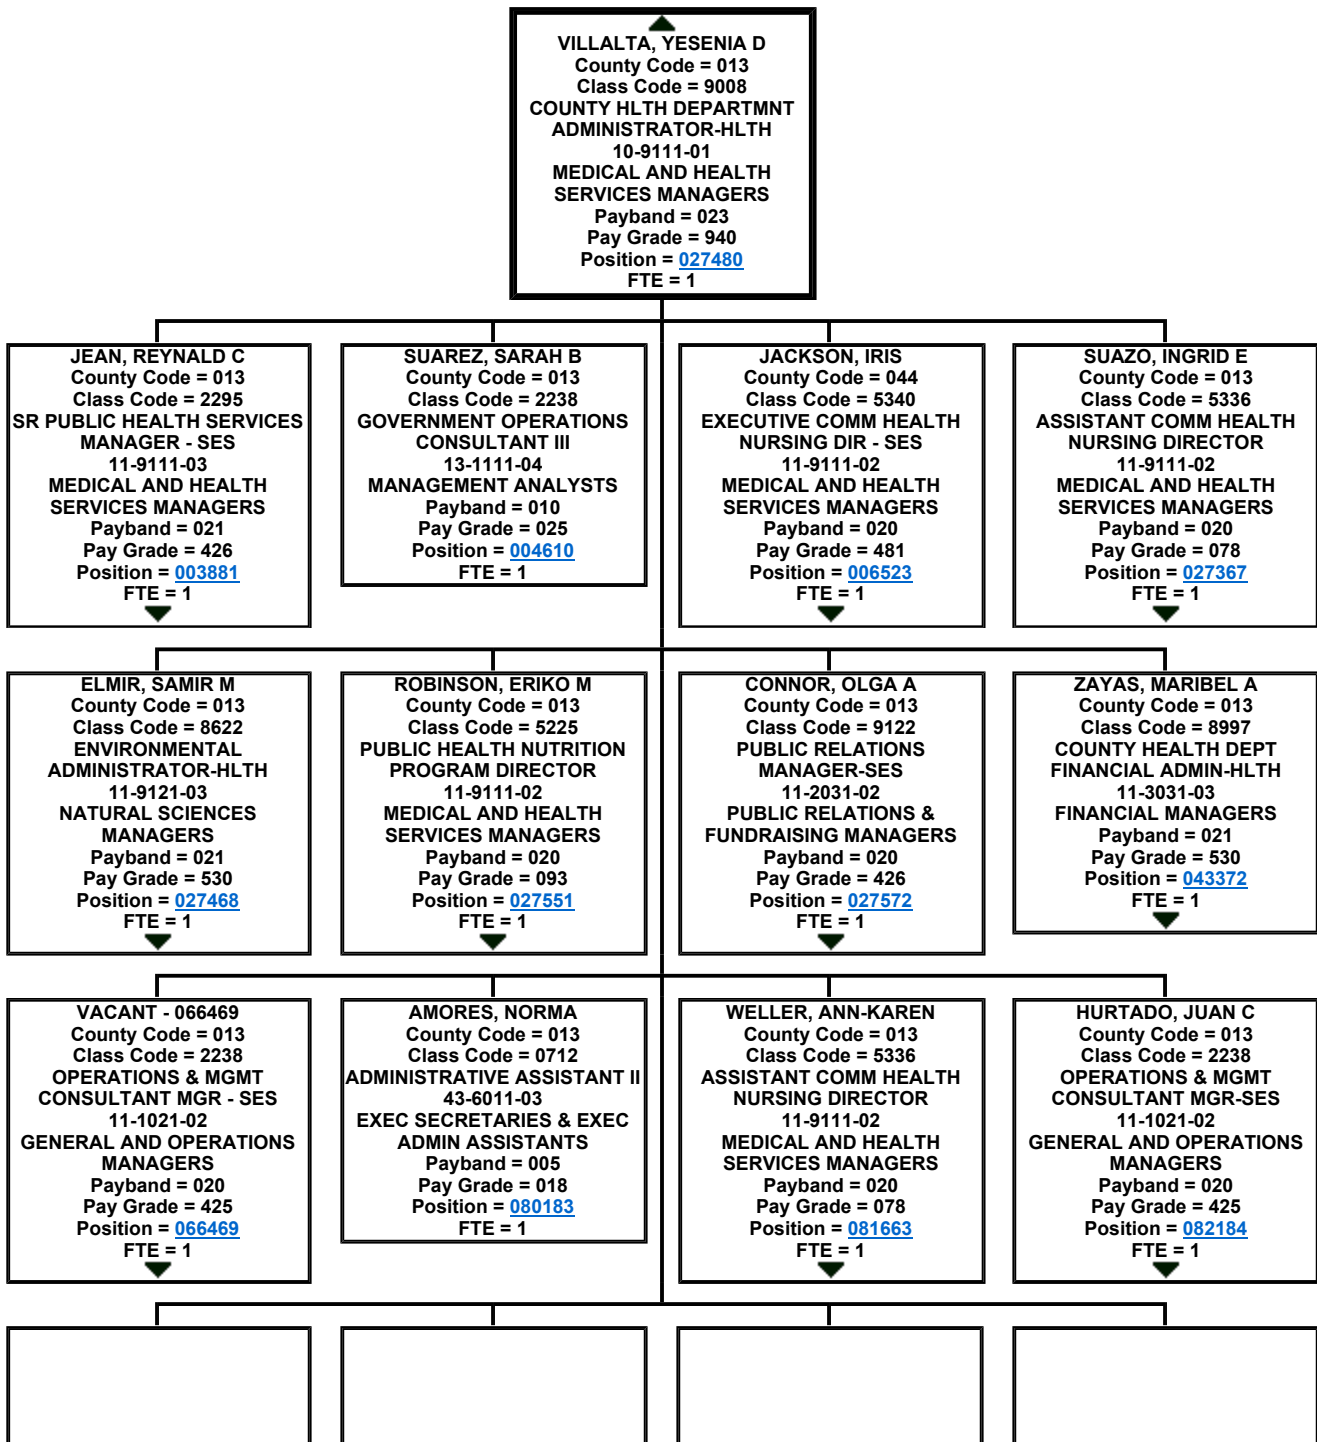 VILLALTA, YESENIA D
County Code = 013
Class Code = 9008
COUNTY HLTH DEPARTMNT
ADMINISTRATOR-HLTH
10-9111-01
MEDICAL AND HEALTH
SERVICES MANAGERS
Payband = 023
Pay Grade = 940
Position = 027480
FTE = 1
JEAN, REYNALD C
County Code = 013
Class Code = 2295
SR PUBLIC HEALTH SERVICES
MANAGER - SES
11-9111-03
MEDICAL AND HEALTH
SERVICES MANAGERS
Payband = 021
Pay Grade = 426
Position = 003881
FTE = 1
SUAREZ, SARAH B
County Code = 013
Class Code = 2238
GOVERNMENT OPERATIONS
CONSULTANT III
13-1111-04
MANAGEMENT ANALYSTS
Payband = 010
Pay Grade = 025
Position = 004610
FTE = 1
JACKSON, IRIS
County Code = 044
Class Code = 5340
EXECUTIVE COMM HEALTH
NURSING DIR - SES
11-9111-02
MEDICAL AND HEALTH
SERVICES MANAGERS
Payband = 020
Pay Grade = 481
Position = 006523
FTE = 1
SUAZO, INGRID E
County Code = 013
Class Code = 5336
ASSISTANT COMM HEALTH
NURSING DIRECTOR
11-9111-02
MEDICAL AND HEALTH
SERVICES MANAGERS
Payband = 020
Pay Grade = 078
Position = 027367
FTE = 1
ELMIR, SAMIR M
County Code = 013
Class Code = 8622
ENVIRONMENTAL
ADMINISTRATOR-HLTH
11-9121-03
NATURAL SCIENCES
MANAGERS
Payband = 021
Pay Grade = 530
Position = 027468
FTE = 1
ROBINSON, ERIKO M
County Code = 013
Class Code = 5225
PUBLIC HEALTH NUTRITION
PROGRAM DIRECTOR
11-9111-02
MEDICAL AND HEALTH
SERVICES MANAGERS
Payband = 020
Pay Grade = 093
Position = 027551
FTE = 1
CONNOR, OLGA A
County Code = 013
Class Code = 9122
PUBLIC RELATIONS
MANAGER-SES
11-2031-02
PUBLIC RELATIONS &
FUNDRAISING MANAGERS
Payband = 020
Pay Grade = 426
Position = 027572
FTE = 1
ZAYAS, MARIBEL A
County Code = 013
Class Code = 8997
COUNTY HEALTH DEPT
FINANCIAL ADMIN-HLTH
11-3031-03
FINANCIAL MANAGERS
Payband = 021
Pay Grade = 530
Position = 043372
FTE = 1
VACANT - 066469
County Code = 013
Class Code = 2238
OPERATIONS & MGMT
CONSULTANT MGR - SES
11-1021-02
GENERAL AND OPERATIONS
MANAGERS
Payband = 020
Pay Grade = 425
Position = 066469
FTE = 1
AMORES, NORMA
County Code = 013
Class Code = 0712
ADMINISTRATIVE ASSISTANT II
43-6011-03
EXEC SECRETARIES & EXEC
ADMIN ASSISTANTS
Payband = 005
Pay Grade = 018
Position = 080183
FTE = 1
WELLER, ANN-KAREN
County Code = 013
Class Code = 5336
ASSISTANT COMM HEALTH
NURSING DIRECTOR
11-9111-02
MEDICAL AND HEALTH
SERVICES MANAGERS
Payband = 020
Pay Grade = 078
Position = 081663
FTE = 1
HURTADO, JUAN C
County Code = 013
Class Code = 2238
OPERATIONS & MGMT
CONSULTANT MGR-SES
11-1021-02
GENERAL AND OPERATIONS
MANAGERS
Payband = 020
Pay Grade = 425
Position = 082184
FTE = 1